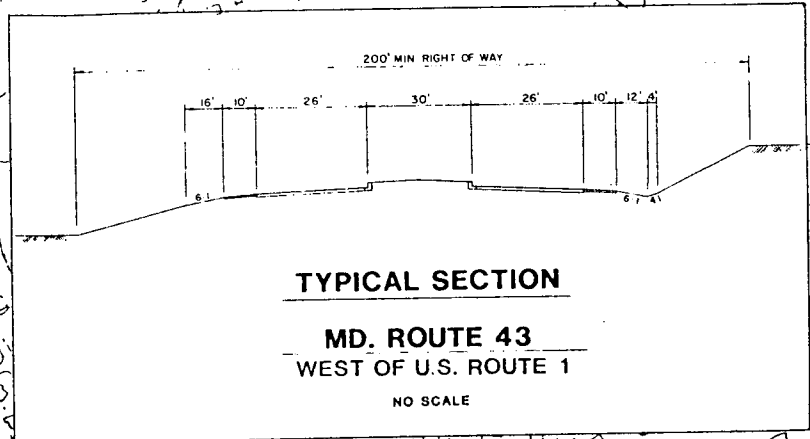 200' MIN RIGHT OF WAY
16' 10' 26' 30' 26' 10' 12' 4'
6:1 6:1 4:1
TYPICAL SECTION
MD. ROUTE 43
WEST OF U.S. ROUTE 1
NO SCALE